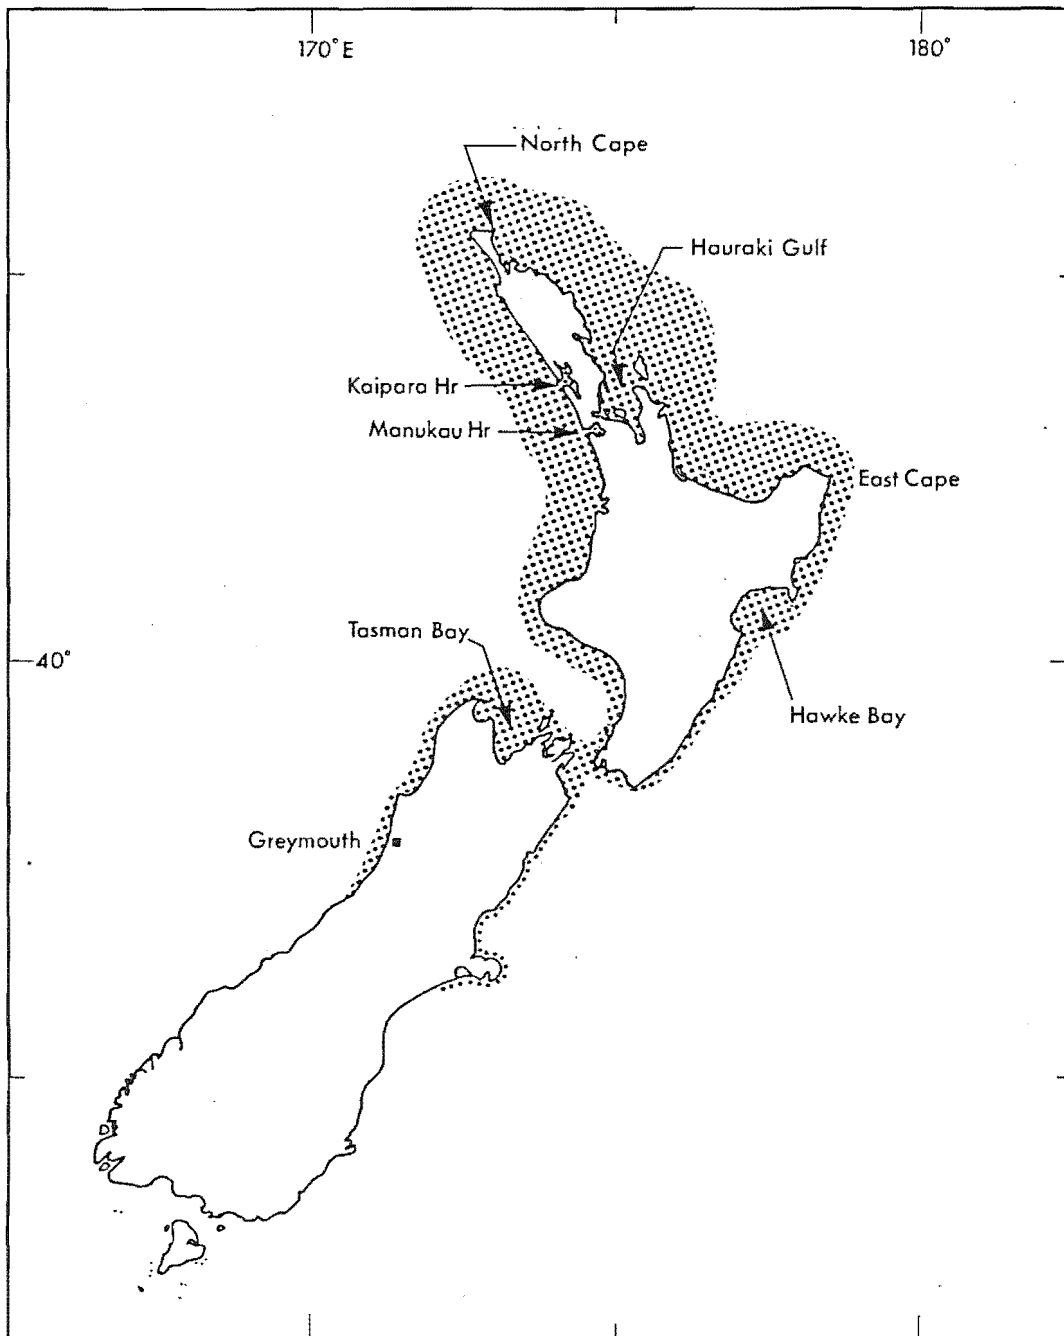 170°E
180°
North Cape
Hauraki Gulf
Kaipara Hr
Manukau Hr
East Cape
Tasman Bay
40°
Hawke Bay
Greymouth